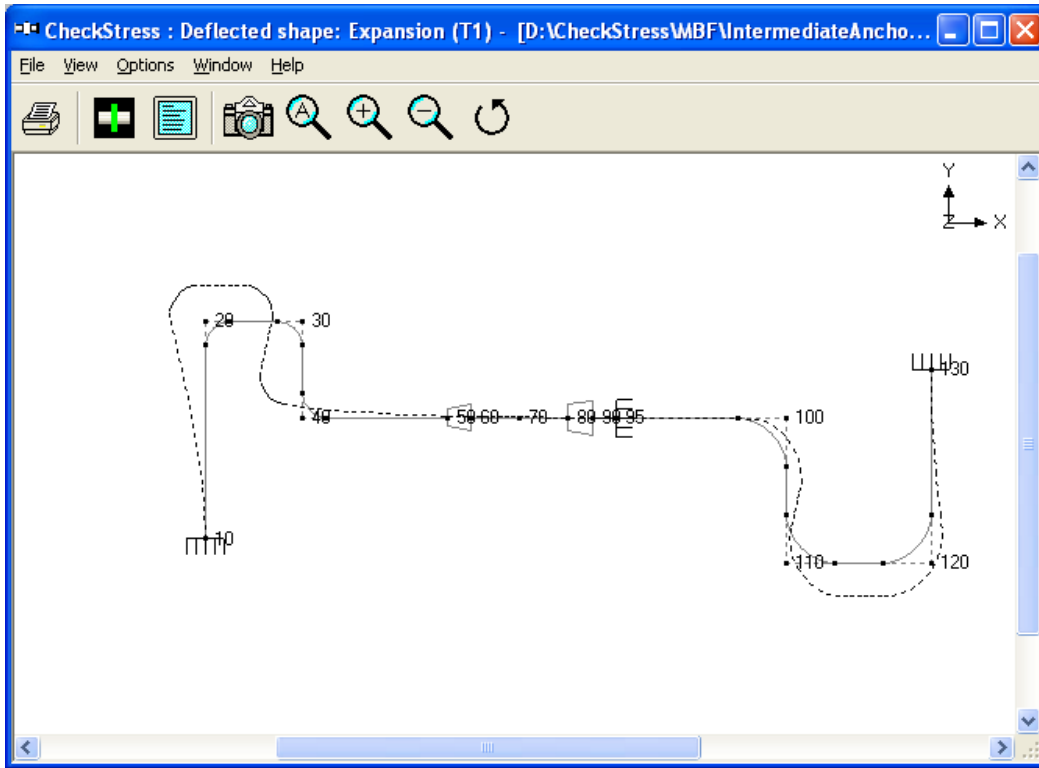 CheckStress : Deflected shape: Expansion (T1) - [D:\CheckStress\MBF\IntermediateAncho...
File View Options Window Help
A
Y
Z X
20 30
130
40 50 60 70 80 90 95 100
10
110 120